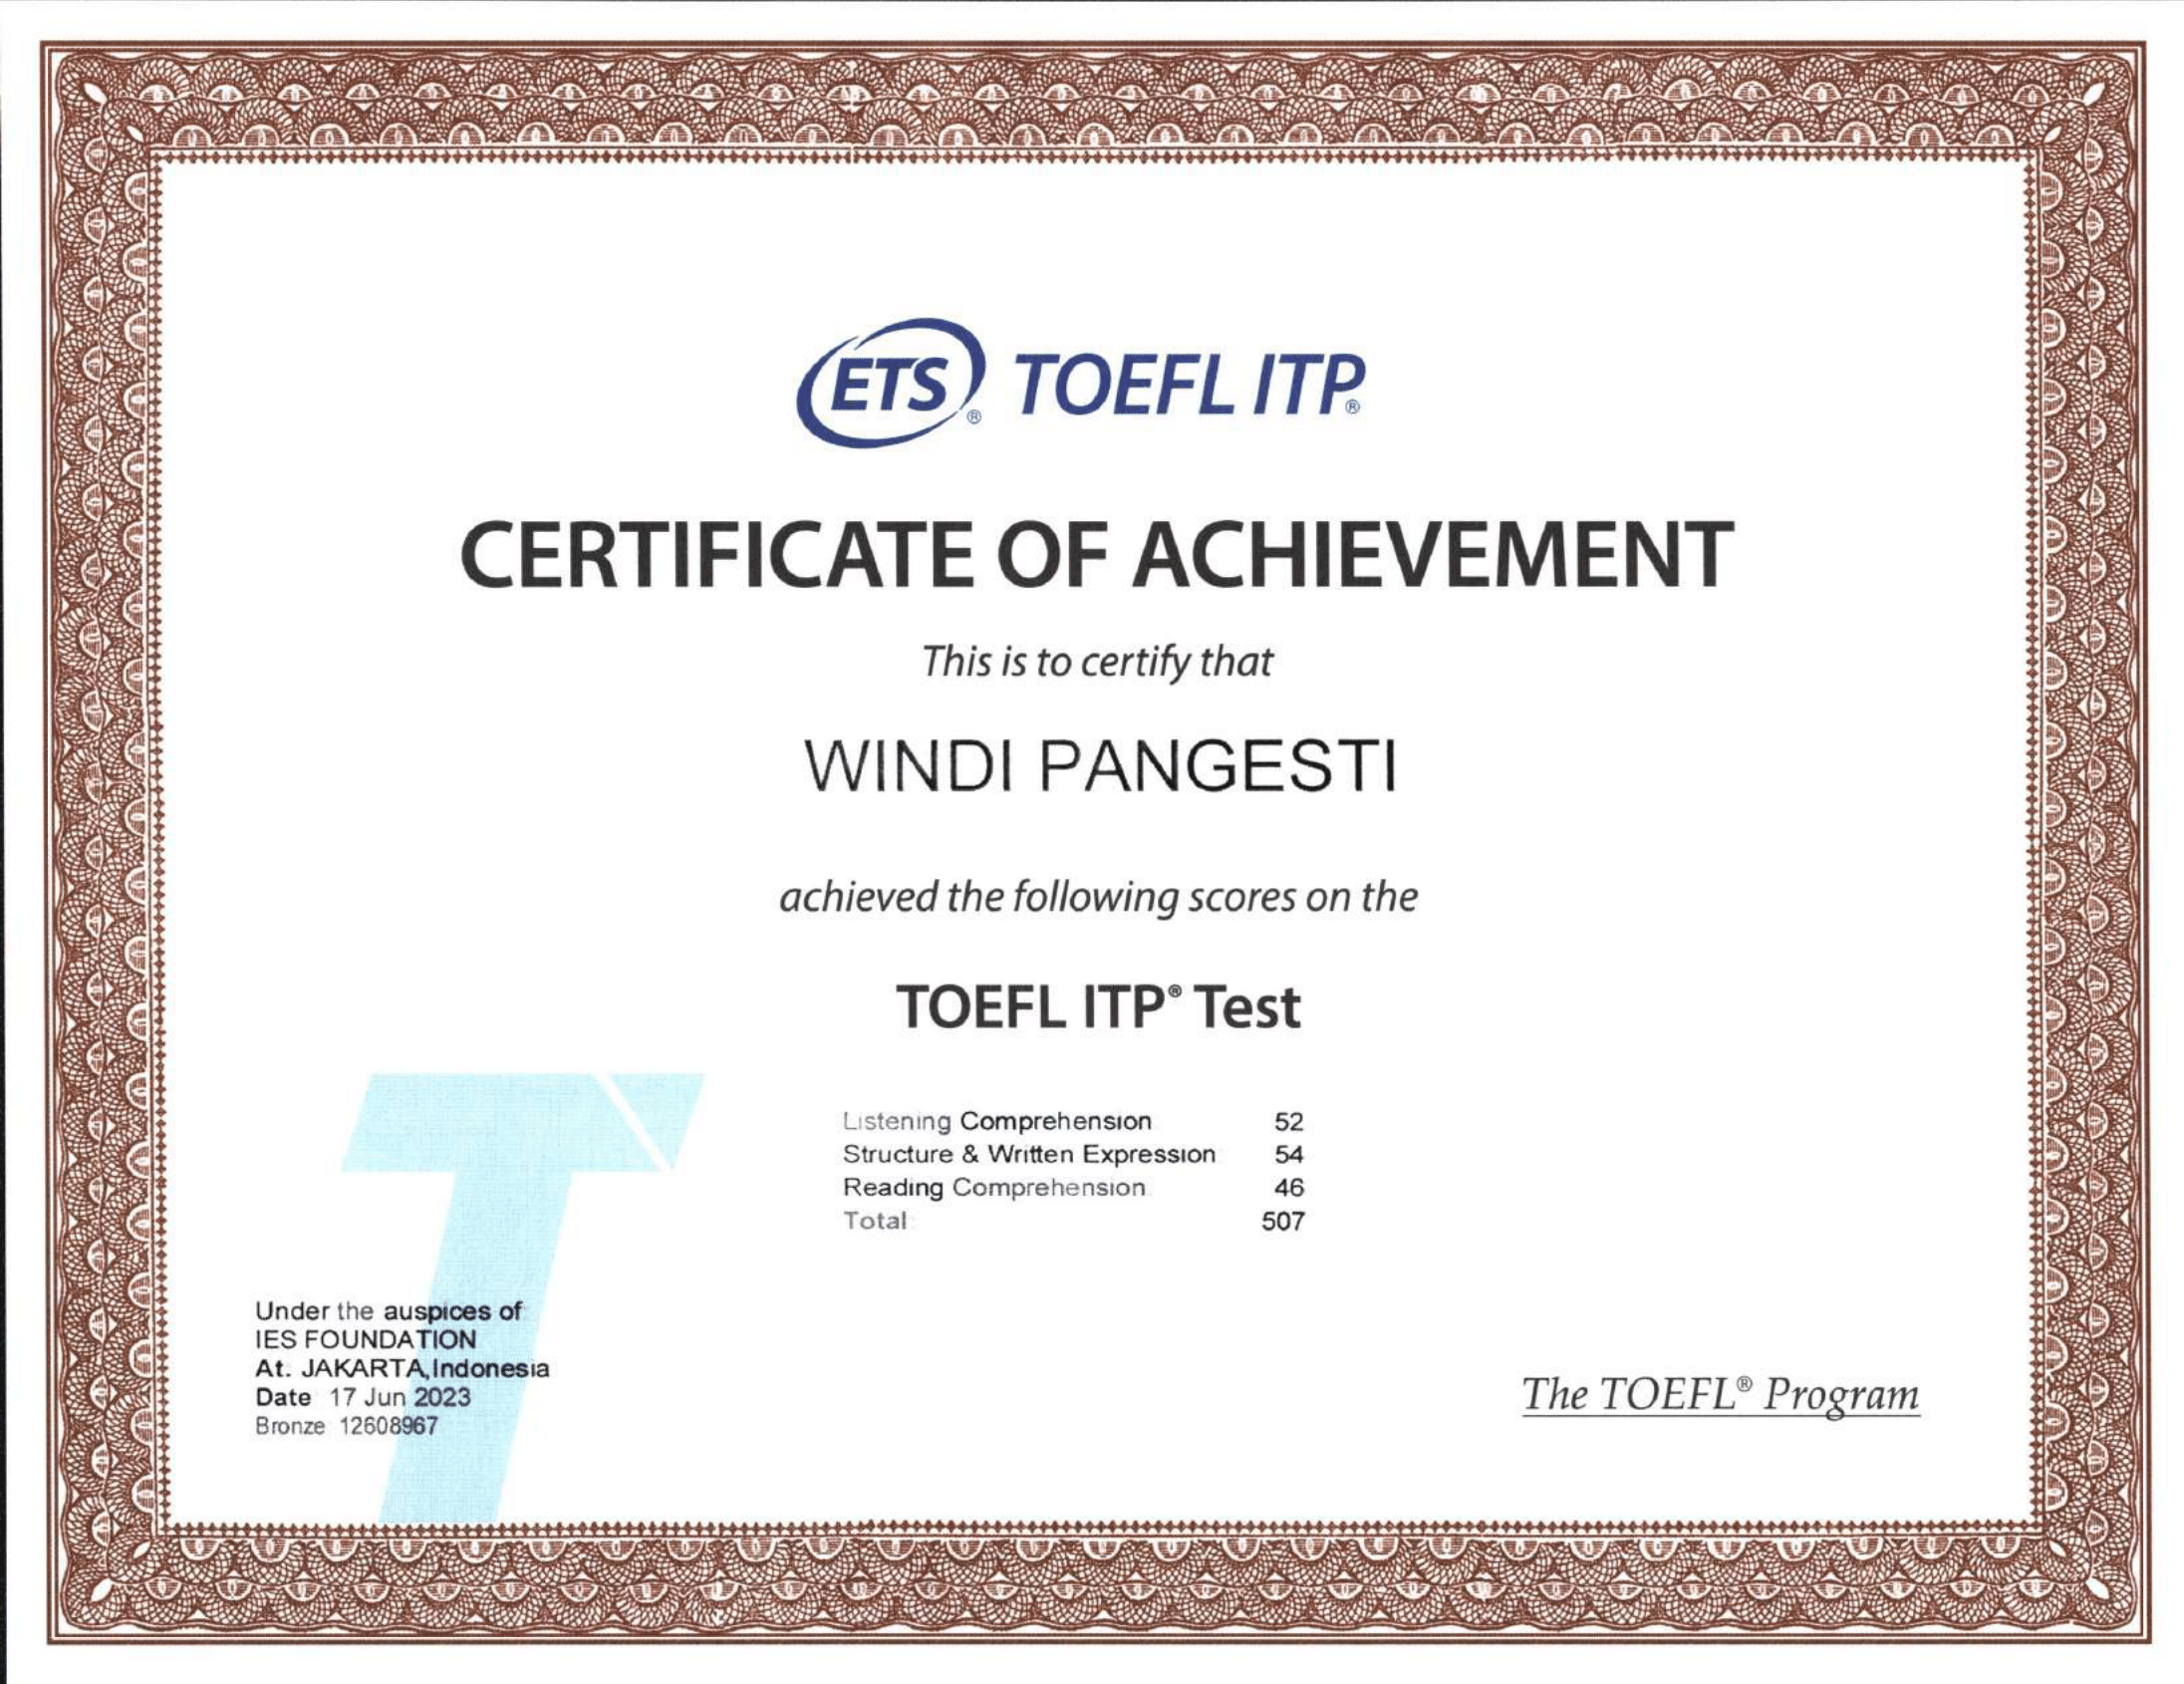 ETS® TOEFL ITP®
CERTIFICATE OF ACHIEVEMENT
This is to certify that
WINDI PANGESTI
achieved the following scores on the
TOEFL ITP® Test
Listening Comprehension 52
Structure & Written Expression 54
Reading Comprehension 46
Total 507
Under the auspices of:
IES FOUNDATION
At. JAKARTA,Indonesia
Date 17 Jun 2023
Bronze 12608967
The TOEFL® Program